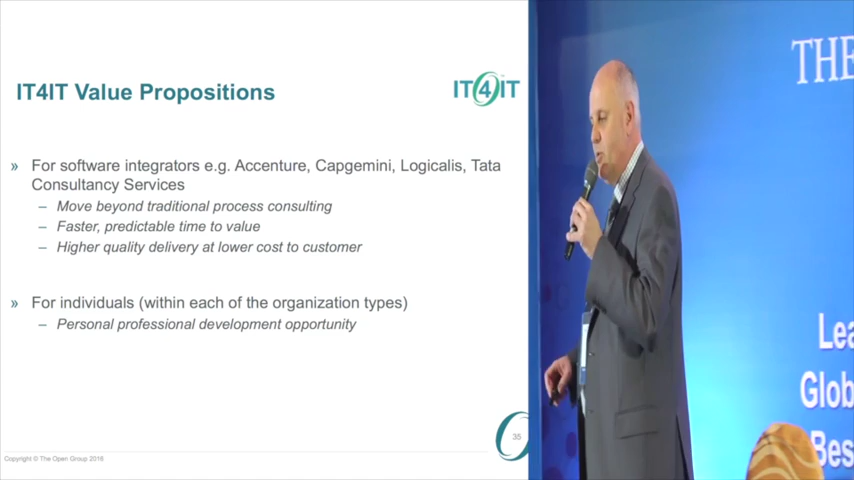 IT4IT Value Propositions
IT4IT
» For software integrators e.g. Accenture, Capgemini, Logicalis, Tata
Consultancy Services
– Move beyond traditional process consulting
– Faster, predictable time to value
– Higher quality delivery at lower cost to customer
» For individuals (within each of the organization types)
– Personal professional development opportunity
35
Copyright © The Open Group 2016
THE
Lea
Glob
Bes